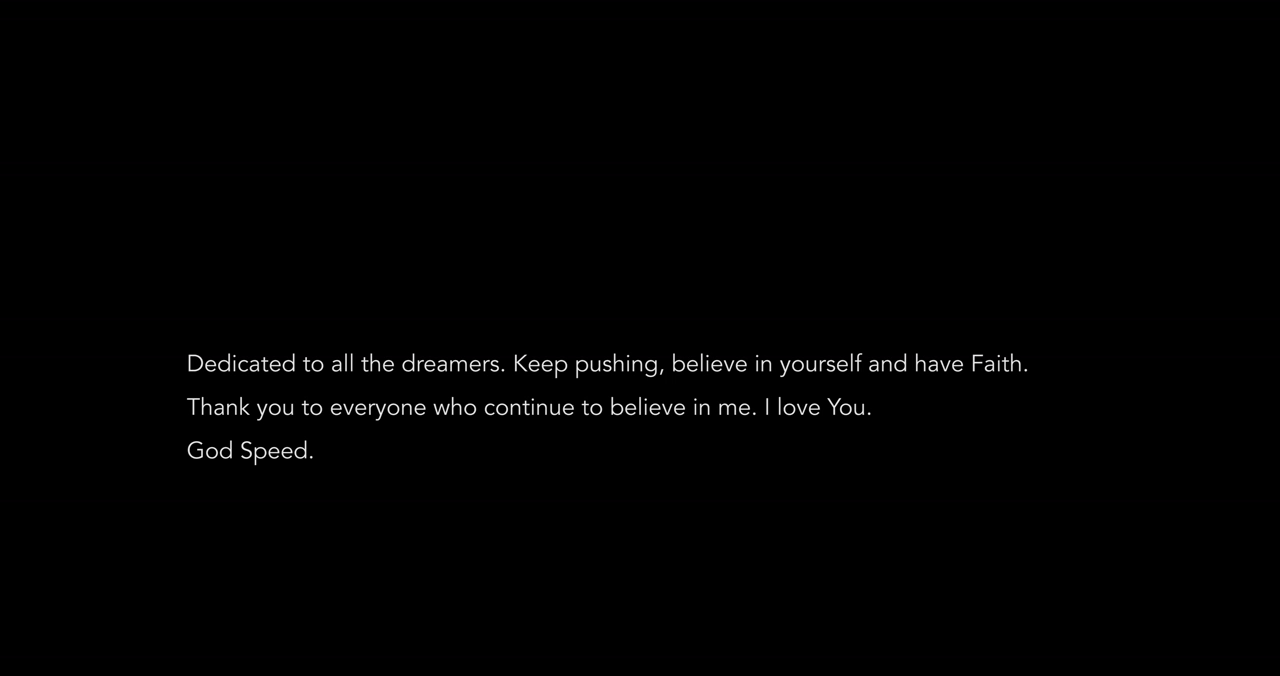 Dedicated to all the dreamers. Keep pushing, believe in yourself and have Faith.
Thank you to everyone who continue to believe in me. I love You.
God Speed.